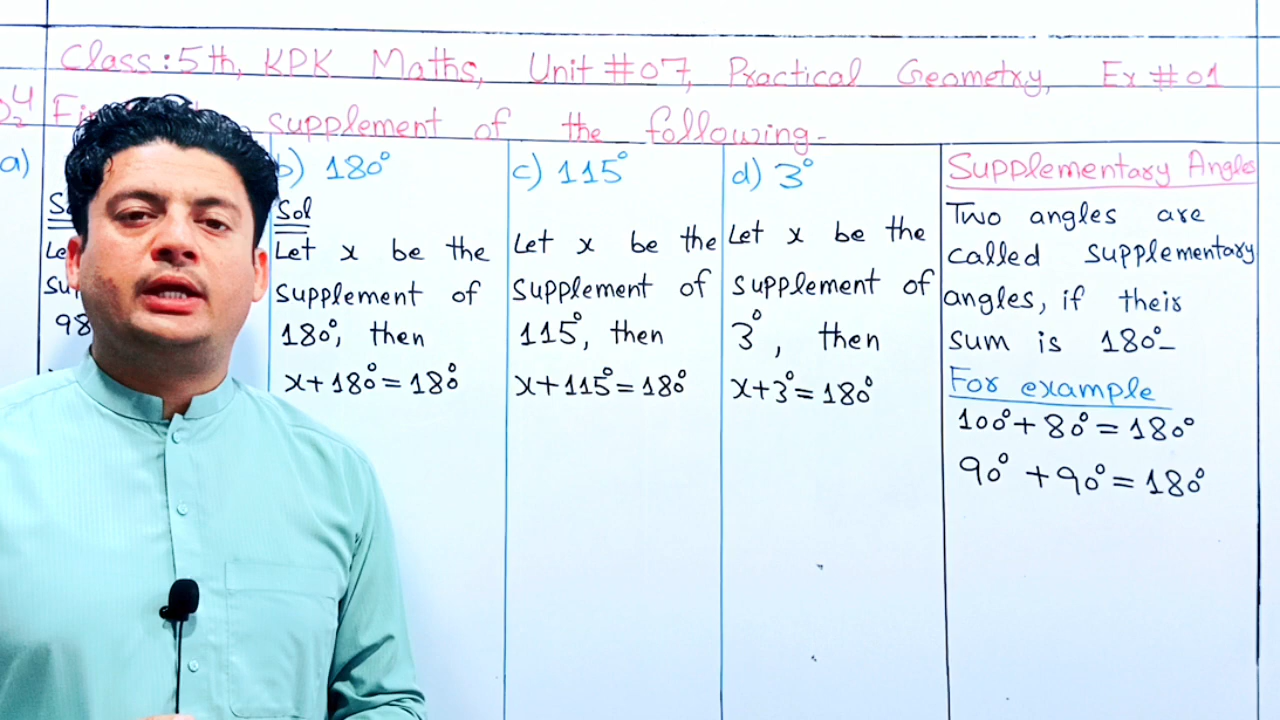 Class: 5th, KPK Maths, Unit #07, Practical Geometry, Ex #01
Q4 supplement of the following-
a)
Let
98
b) 180°
Sol
Let x be the
supplement of
180°, then
x+180°=180°
c) 115°
Let x be the
supplement of
115°, then
x+115°=180°
d) 3°
Let x be the
supplement of
3°, then
x+3°=180°
Supplementary Angles
Two angles are
called supplementary
angles, if their
sum is 180°-
For example
100°+80°=180°
90°+90°=180°